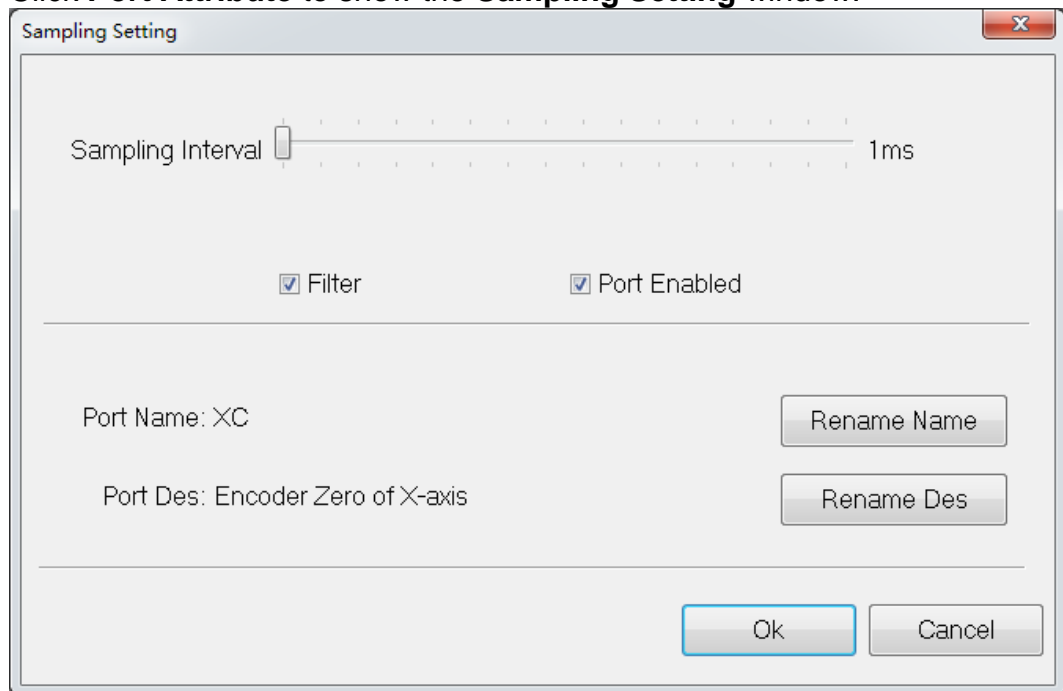 Sampling Setting
Sampling Interval 1ms
Filter Port Enabled
Port Name: XC Rename Name
Port Des: Encoder Zero of X-axis Rename Des
Ok Cancel